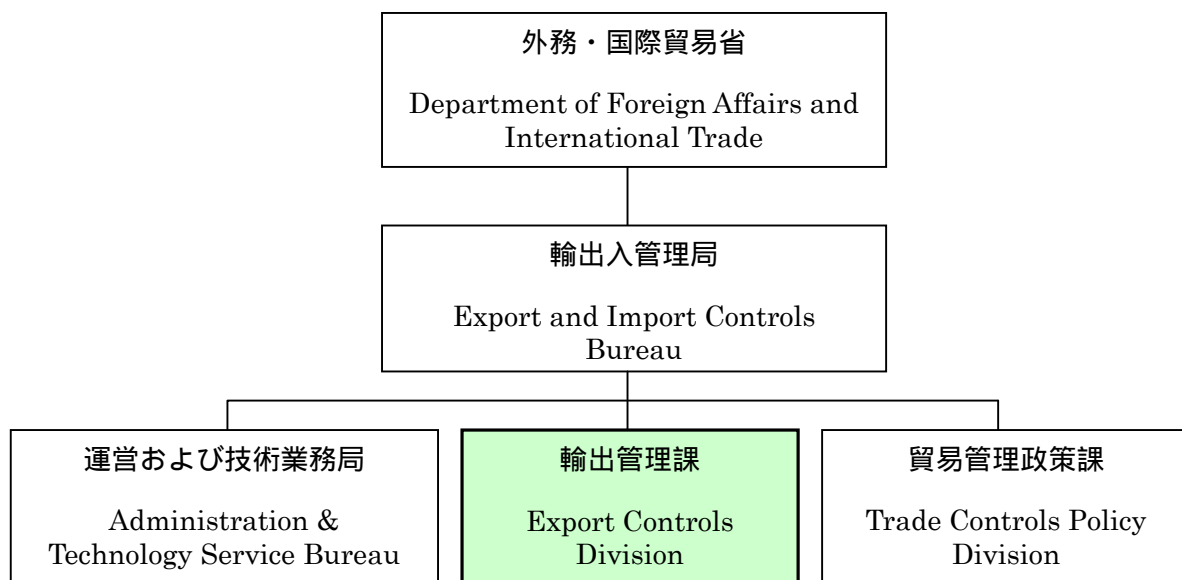 外務・国際貿易省
Department of Foreign Affairs and
International Trade
輸出入管理局
Export and Import Controls
Bureau
運営および技術業務局
Administration &
Technology Service Bureau
輸出管理課
Export Controls
Division
貿易管理政策課
Trade Controls Policy
Division